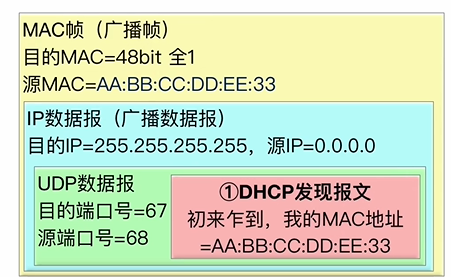 MAC帧（广播帧）
目的MAC=48bit 全1
源MAC=AA:BB:CC:DD:EE:33
IP数据报（广播数据报）
目的IP=255.255.255.255，源IP=0.0.0.0
UDP数据报
目的端口号=67
源端口号=68
①DHCP发现报文
初来乍到，我的MAC地址
=AA:BB:CC:DD:EE:33